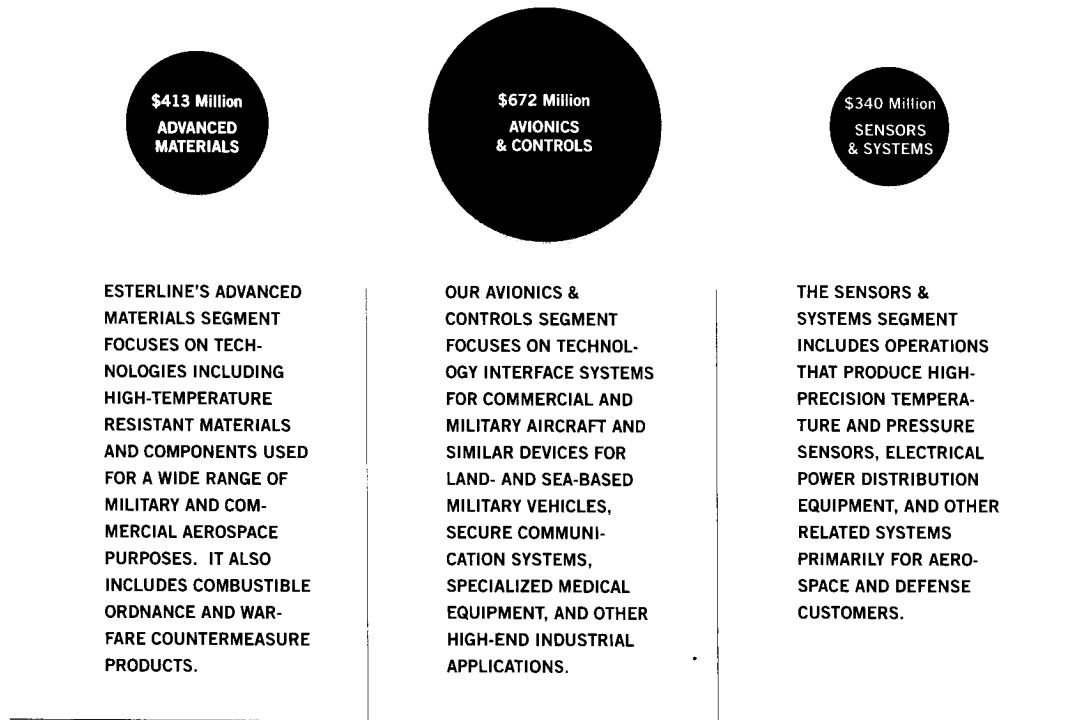 $413 Million
ADVANCED
MATERIALS
$672 Million
AVIONICS
& CONTROLS
$340 Million
SENSORS
& SYSTEMS
ESTERLINE'S ADVANCED
MATERIALS SEGMENT
FOCUSES ON TECH-
NOLOGIES INCLUDING
HIGH-TEMPERATURE
RESISTANT MATERIALS
AND COMPONENTS USED
FOR A WIDE RANGE OF
MILITARY AND COM-
MERCIAL AEROSPACE
PURPOSES. IT ALSO
INCLUDES COMBUSTIBLE
ORDNANCE AND WAR-
FARE COUNTERMEASURE
PRODUCTS.
OUR AVIONICS &
CONTROLS SEGMENT
FOCUSES ON TECHNOL-
OGY INTERFACE SYSTEMS
FOR COMMERCIAL AND
MILITARY AIRCRAFT AND
SIMILAR DEVICES FOR
LAND- AND SEA-BASED
MILITARY VEHICLES,
SECURE COMMUNI-
CATION SYSTEMS,
SPECIALIZED MEDICAL
EQUIPMENT, AND OTHER
HIGH-END INDUSTRIAL
APPLICATIONS.
THE SENSORS &
SYSTEMS SEGMENT
INCLUDES OPERATIONS
THAT PRODUCE HIGH-
PRECISION TEMPERA-
TURE AND PRESSURE
SENSORS, ELECTRICAL
POWER DISTRIBUTION
EQUIPMENT, AND OTHER
RELATED SYSTEMS
PRIMARILY FOR AERO-
SPACE AND DEFENSE
CUSTOMERS.